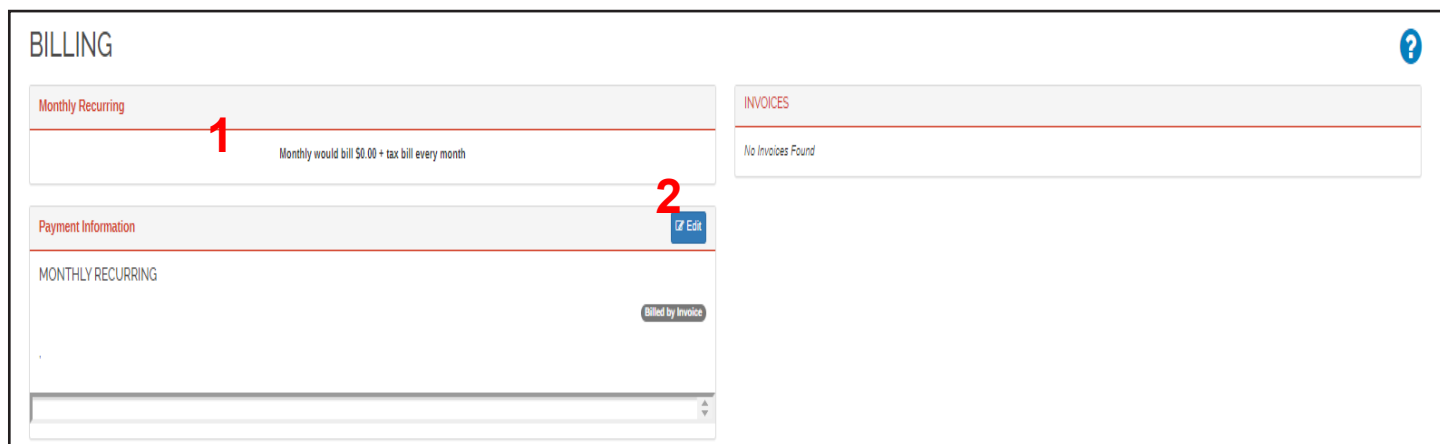 BILLING
?
Monthly Recurring
1
Monthly would bill $0.00 + tax bill every month
INVOICES
No Invoices Found
2
Payment Information
Edit
MONTHLY RECURRING
Billed by Invoice